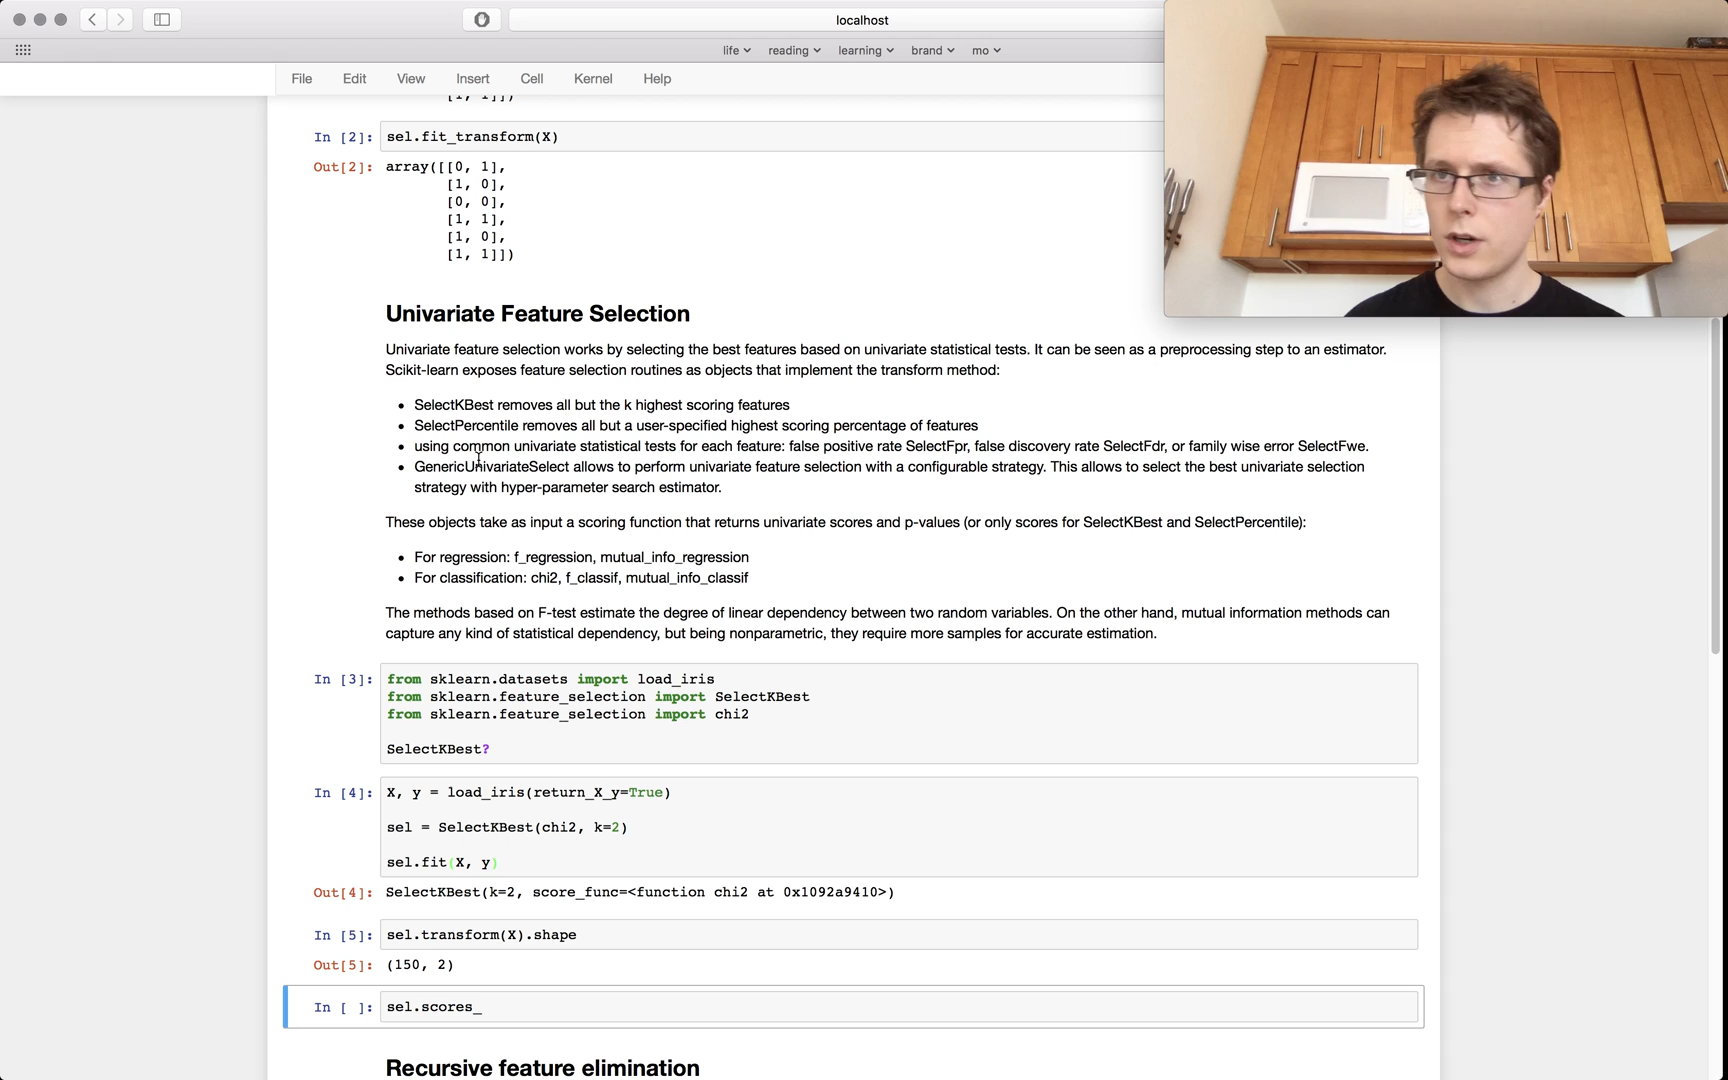 localhost
life
reading
learning
brand
mo
File
Edit
View
Insert
Cell
Kernel
Help
[1, 1]])
In [2]: sel.fit_transform(X)
Out[2]: array([[0, 1],
[1, 0],
[0, 0],
[1, 1],
[1, 0],
[1, 1]])
Univariate Feature Selection
Univariate feature selection works by selecting the best features based on univariate statistical tests. It can be seen as a preprocessing step to an estimator.
Scikit-learn exposes feature selection routines as objects that implement the transform method:
• SelectKBest removes all but the k highest scoring features
• SelectPercentile removes all but a user-specified highest scoring percentage of features
• using common univariate statistical tests for each feature: false positive rate SelectFpr, false discovery rate SelectFdr, or family wise error SelectFwe.
• GenericUnivariateSelect allows to perform univariate feature selection with a configurable strategy. This allows to select the best univariate selection
strategy with hyper-parameter search estimator.
These objects take as input a scoring function that returns univariate scores and p-values (or only scores for SelectKBest and SelectPercentile):
• For regression: f_regression, mutual_info_regression
• For classification: chi2, f_classif, mutual_info_classif
The methods based on F-test estimate the degree of linear dependency between two random variables. On the other hand, mutual information methods can
capture any kind of statistical dependency, but being nonparametric, they require more samples for accurate estimation.
In [3]: from sklearn.datasets import load_iris
from sklearn.feature_selection import SelectKBest
from sklearn.feature_selection import chi2
SelectKBest?
In [4]: X, y = load_iris(return_X_y=True)
sel = SelectKBest(chi2, k=2)
sel.fit(X, y)
Out[4]: SelectKBest(k=2, score_func=<function chi2 at 0x1092a9410>)
In [5]: sel.transform(X).shape
Out[5]: (150, 2)
In [ ]: sel.scores_
Recursive feature elimination